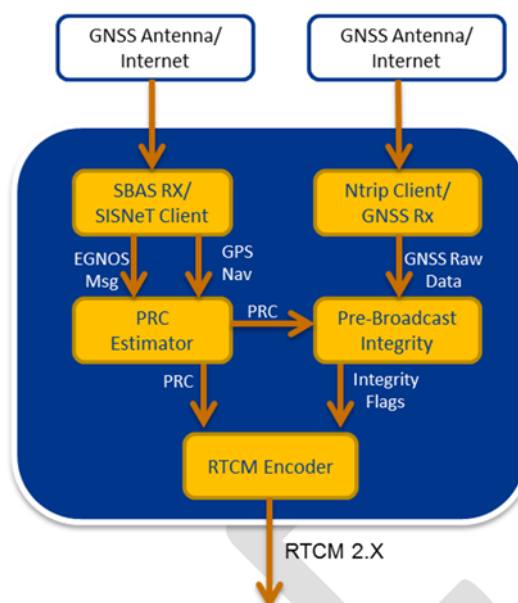 GNSS Antenna/
Internet
GNSS Antenna/
Internet
SBAS RX/
SISNeT Client
Ntrip Client/
GNSS Rx
EGNOS
Msg
GPS
Nav
GNSS Raw
Data
PRC
Estimator
PRC
Pre-Broadcast
Integrity
PRC
Integrity
Flags
RTCM Encoder
RTCM 2.X